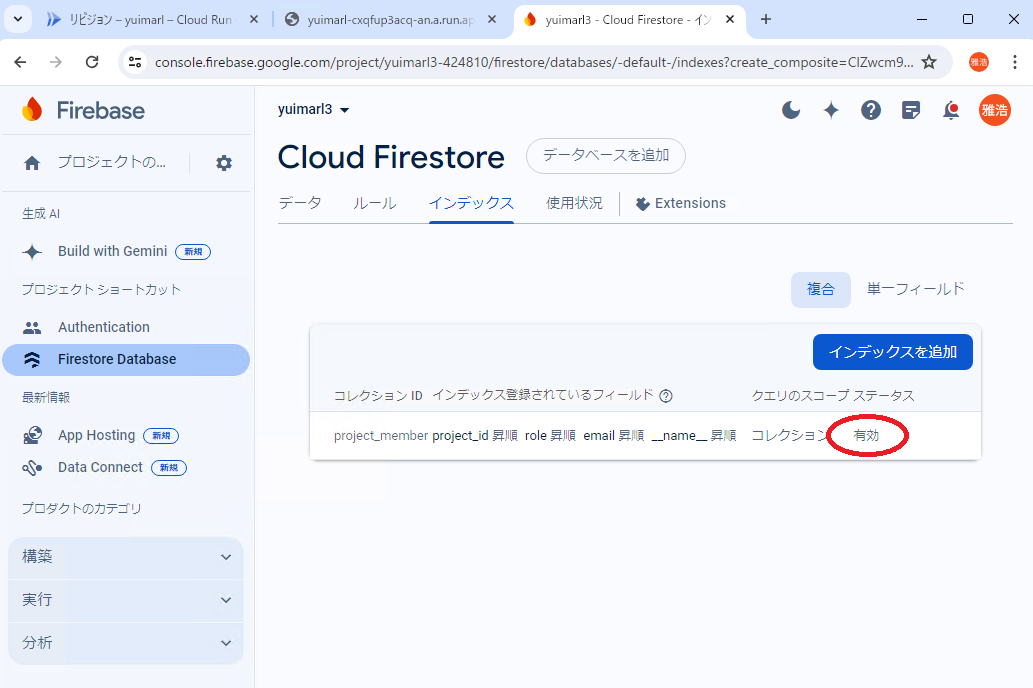 リビジョン – yuimarl – Cloud Run
yuimarl-cxqfup3acq-an.a.run.ap
yuimarl3 - Cloud Firestore - イン
console.firebase.google.com/project/yuimarl3-424810/firestore/databases/-default-/indexes?create_composite=ClZwcm9...
雅浩
Firebase
yuimarl3
雅浩
プロジェクトの...
Cloud Firestore
データベースを追加
データ ルール インデックス 使用状況 Extensions
生成 AI
Build with Gemini 新規
プロジェクト ショートカット
Authentication
Firestore Database
最新情報
App Hosting 新規
Data Connect 新規
プロダクトのカテゴリ
構築
実行
分析
複合 単一フィールド
インデックスを追加
コレクション ID インデックス登録されているフィールド クエリのスコープ ステータス
project_member project_id 昇順 role 昇順 email 昇順 __name__ 昇順 コレクション 有効